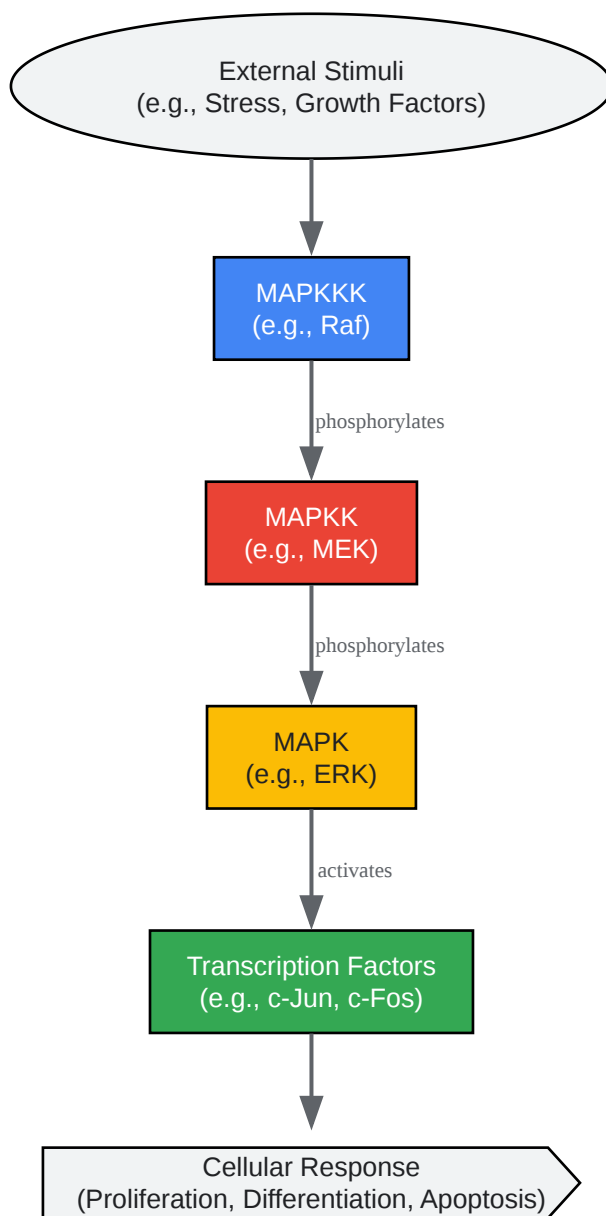 External Stimuli
(e.g., Stress, Growth Factors)
MAPKKK
(e.g., Raf)
phosphorylates
MAPKK
(e.g., MEK)
phosphorylates
MAPK
(e.g., ERK)
activates
Transcription Factors
(e.g., c-Jun, c-Fos)
Cellular Response
(Proliferation, Differentiation, Apoptosis)